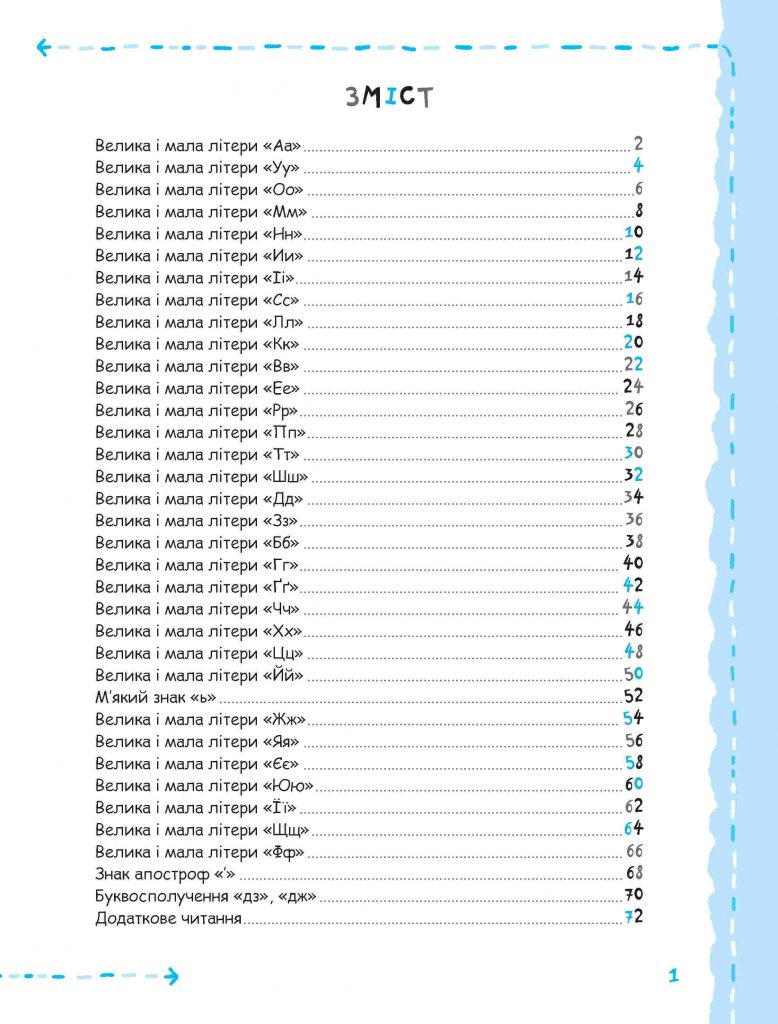 ЗМІСТ
Велика і мала літери «Аа» 2
Велика і мала літери «Уу» 4
Велика і мала літери «Оо» 6
Велика і мала літери «Мм» 8
Велика і мала літери «Нн» 10
Велика і мала літери «Ии» 12
Велика і мала літери «Іі» 14
Велика і мала літери «Сс» 16
Велика і мала літери «Лл» 18
Велика і мала літери «Кк» 20
Велика і мала літери «Вв» 22
Велика і мала літери «Ее» 24
Велика і мала літери «Рр» 26
Велика і мала літери «Пп» 28
Велика і мала літери «Тт» 30
Велика і мала літери «Шш» 32
Велика і мала літери «Дд» 34
Велика і мала літери «Зз» 36
Велика і мала літери «Бб» 38
Велика і мала літери «Гг» 40
Велика і мала літери «Ґґ» 42
Велика і мала літери «Чч» 44
Велика і мала літери «Хх» 46
Велика і мала літери «Цц» 48
Велика і мала літери «Йй» 50
М'який знак «ь» 52
Велика і мала літери «Жж» 54
Велика і мала літери «Яя» 56
Велика і мала літери «Єє» 58
Велика і мала літери «Юю» 60
Велика і мала літери «Її» 62
Велика і мала літери «Щщ» 64
Велика і мала літери «Фф» 66
Знак апостроф «'» 68
Буквосполучення «дз», «дж» 70
Додаткове читання 72
1